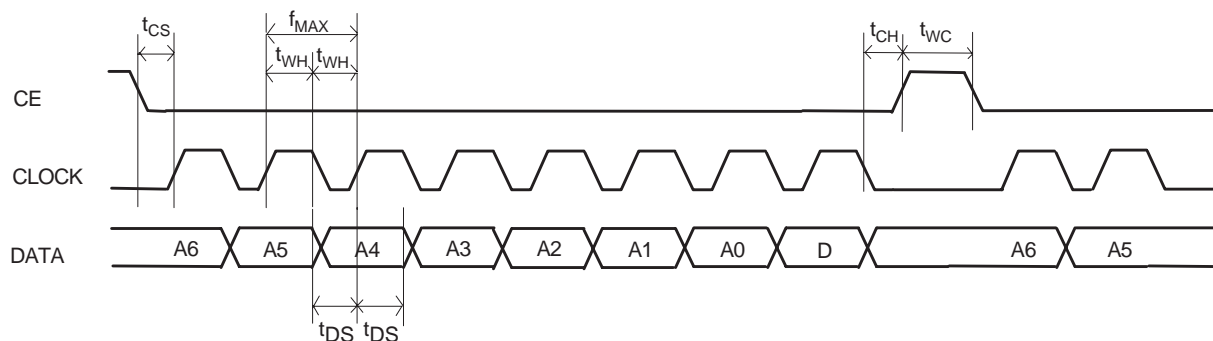 tCS
fMAX
tWH tWH
tCH tWC
CE
CLOCK
DATA A6 A5 A4 A3 A2 A1 A0 D A6 A5
tDS tDS